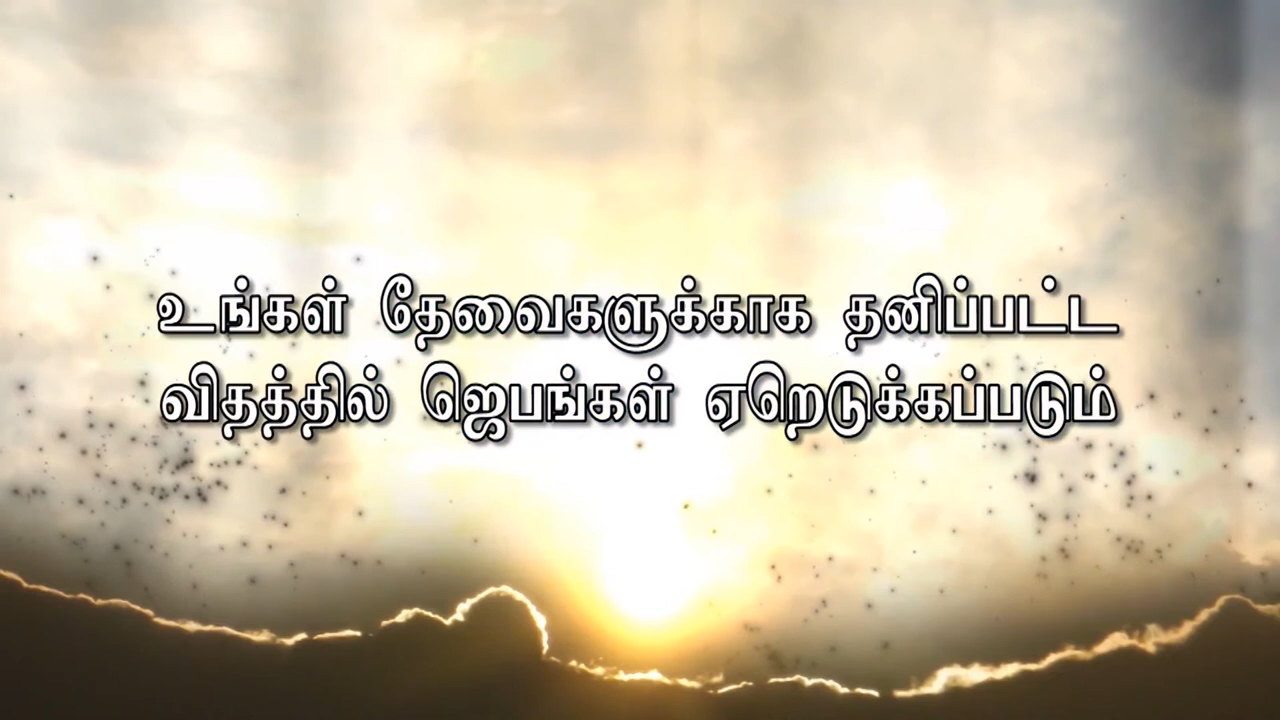 உங்கள் தேவைகளுக்காக தனிப்பட்ட
விதத்தில் ஜெபங்கள் ஏறெடுக்கப்படும்